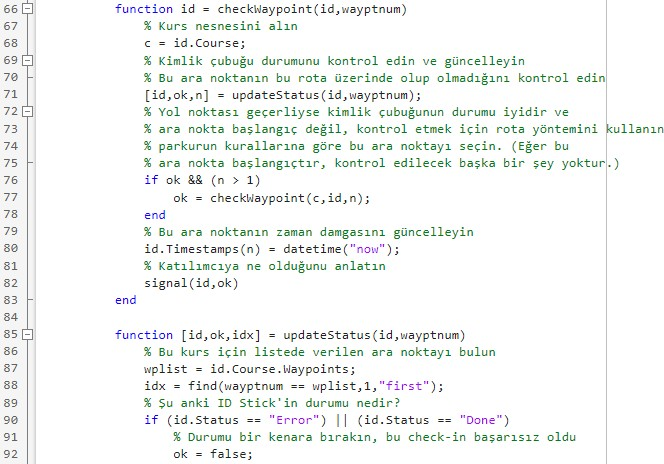 66 function id = checkWaypoint(id,wayptnum)
67 % Kurs nesnesini alın
68 c = id.Course;
69 % Kimlik çubuğu durumunu kontrol edin ve güncelleyin
70 % Bu ara noktanın bu rota üzerinde olup olmadığını kontrol edin
71 [id,ok,n] = updateStatus(id,wayptnum);
72 % Yol noktası geçerliyse kimlik çubuğunun durumu iyidir ve
73 % ara nokta başlangıç değil, kontrol etmek için rota yöntemini kullanın
74 % parkurun kurallarına göre bu ara noktayı seçin. (Eğer bu
75 % ara nokta başlangıçtır, kontrol edilecek başka bir şey yoktur.)
76 if ok && (n > 1)
77 ok = checkWaypoint(c,id,n);
78 end
79 % Bu ara noktanın zaman damgasını güncelleyin
80 id.Timestamps(n) = datetime("now");
81 % Katılımcıya ne olduğunu anlatın
82 signal(id,ok)
83 end
84
85 function [id,ok,idx] = updateStatus(id,wayptnum)
86 % Bu kurs için listede verilen ara noktayı bulun
87 wplist = id.Course.Waypoints;
88 idx = find(wayptnum == wplist,1,"first");
89 % Şu anki ID Stick'in durumu nedir?
90 if (id.Status == "Error") || (id.Status == "Done")
91 % Durumu bir kenara bırakın, bu check-in başarısız oldu
92 ok = false;